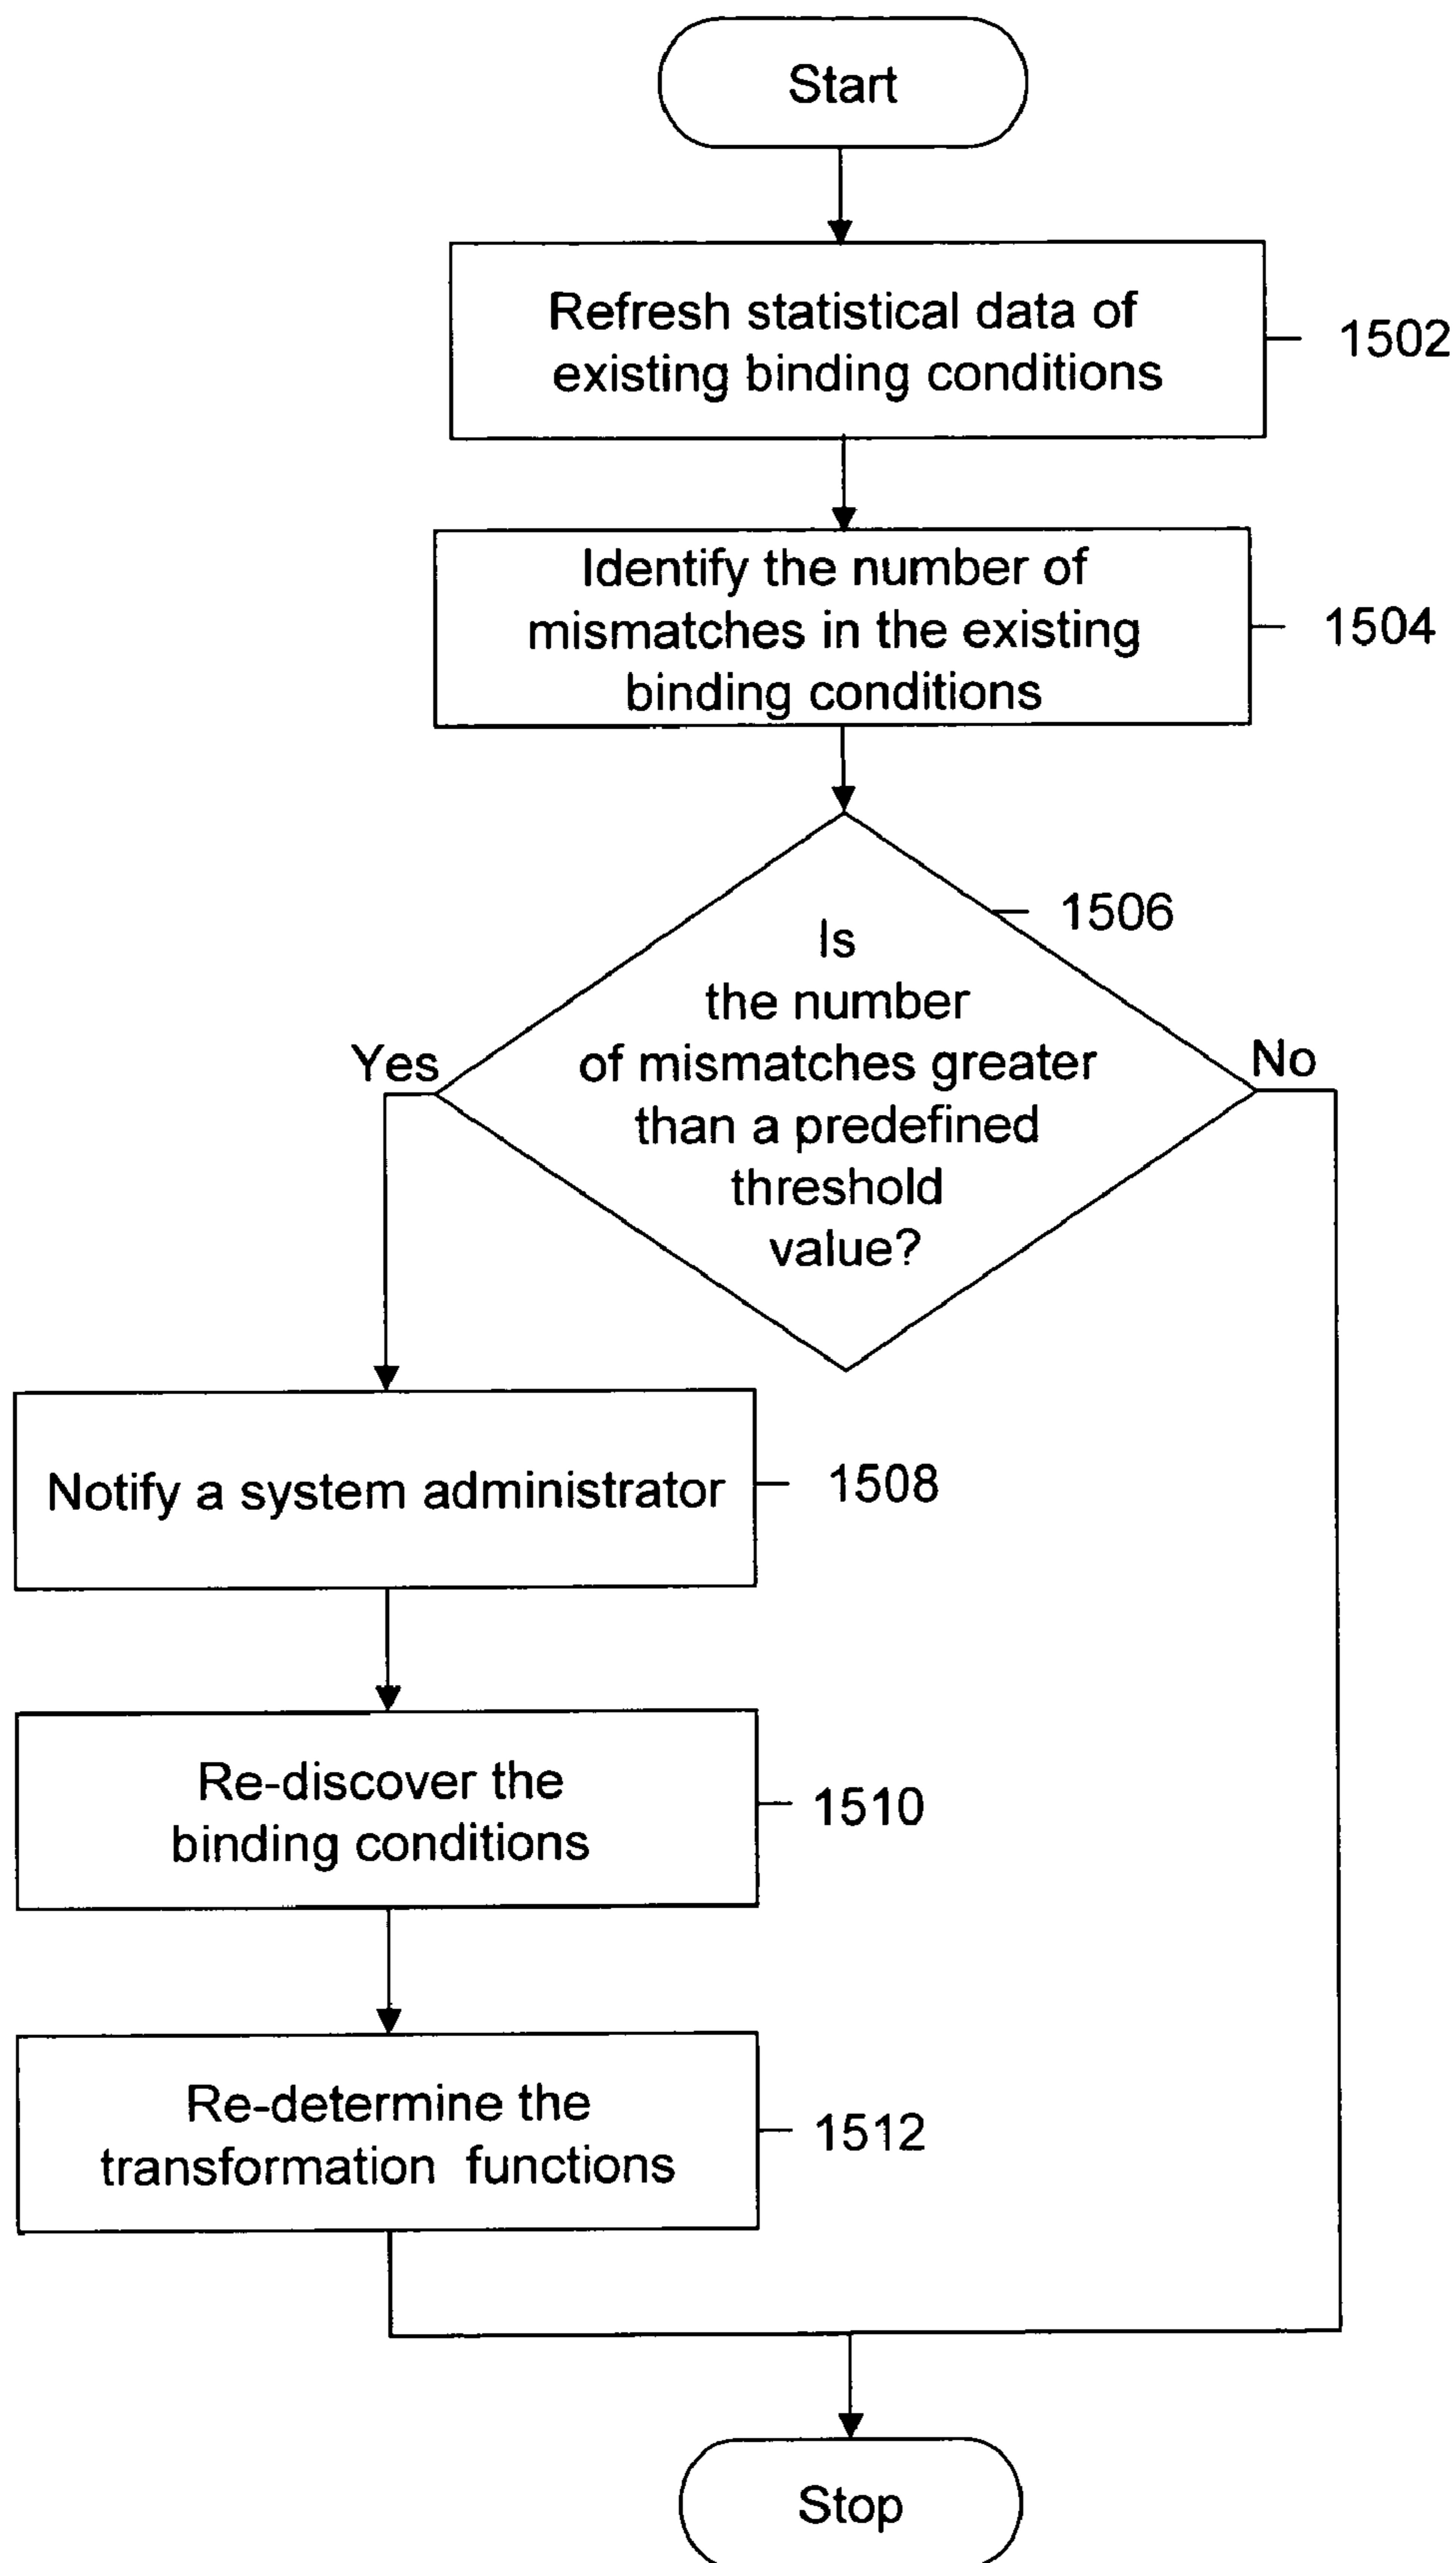 Start
Refresh statistical data of
existing binding conditions
1502
Identify the number of
mismatches in the existing
binding conditions
1504
1506
Is
the number
of mismatches greater
than a predefined
threshold
value?
Yes
No
Notify a system administrator
1508
Re-discover the
binding conditions
1510
Re-determine the
transformation functions
1512
Stop